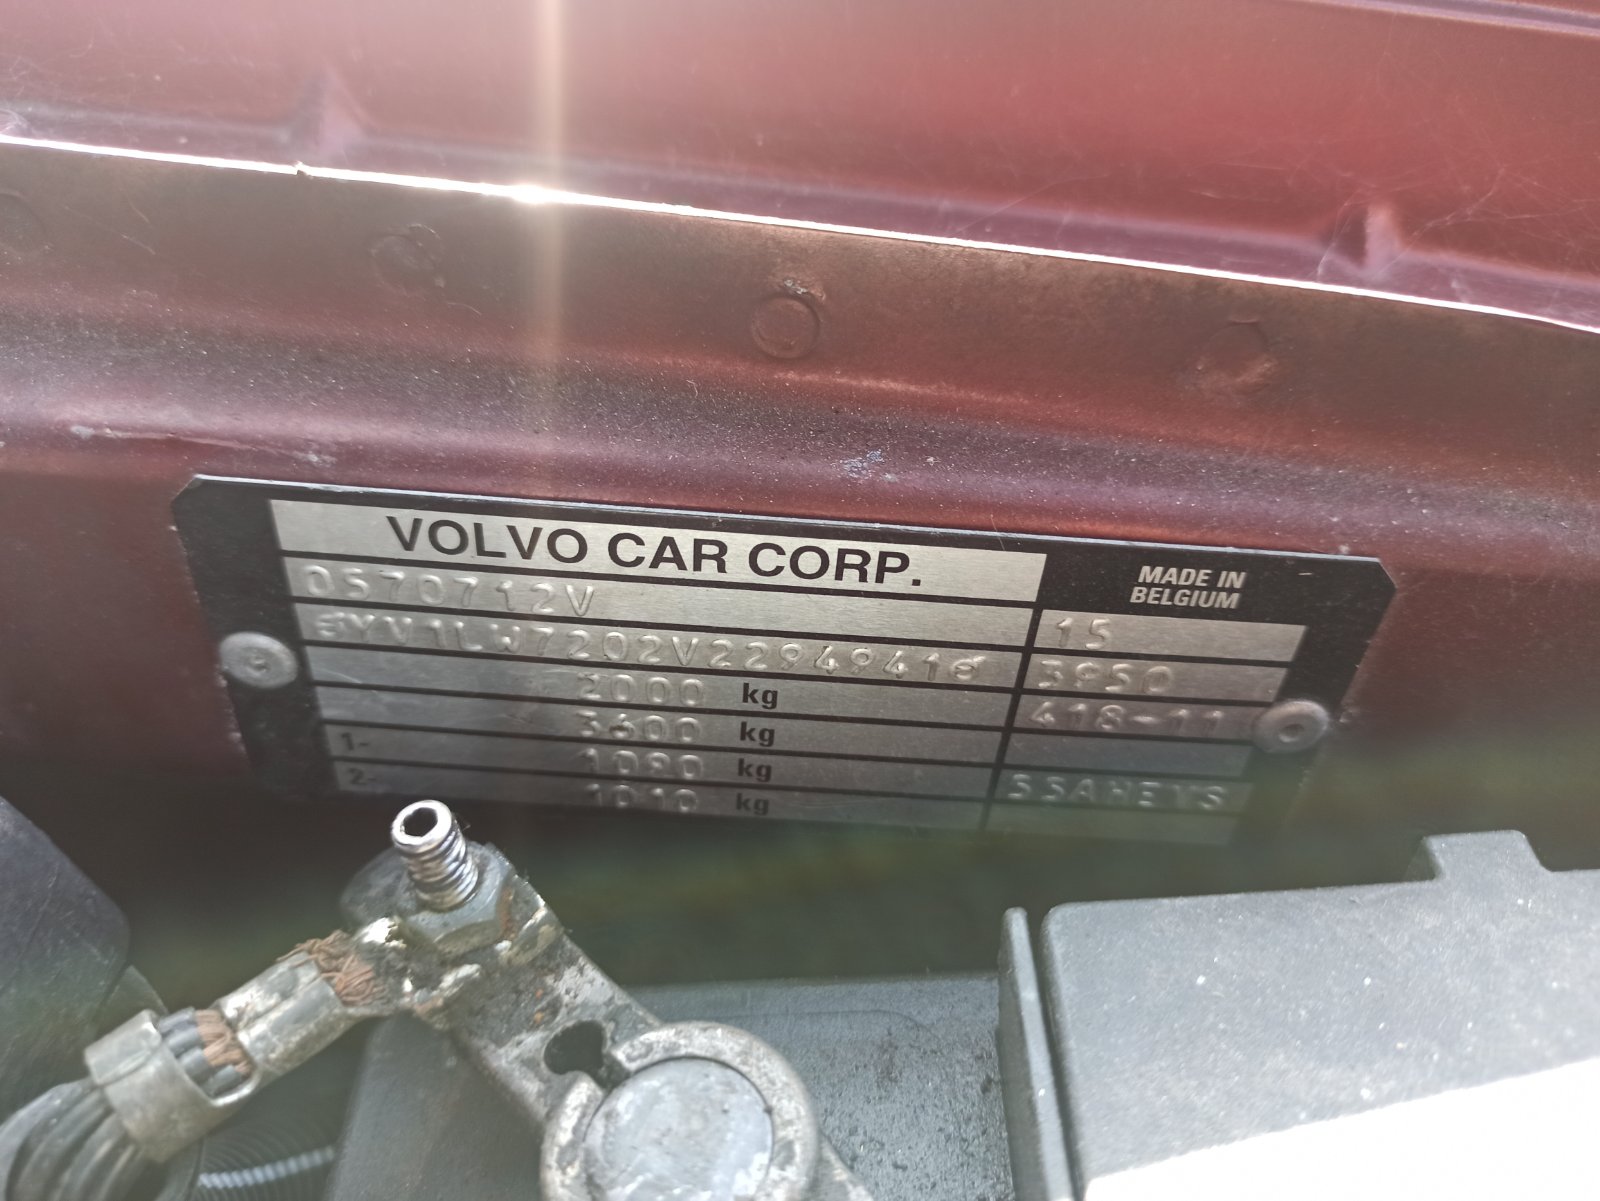 VOLVO CAR CORP.
MADE IN
BELGIUM
0570712V
15
YV1LW7202V2294941
3950
2000 kg
418-11
3600 kg
1- 1090 kg
2- 1010 kg